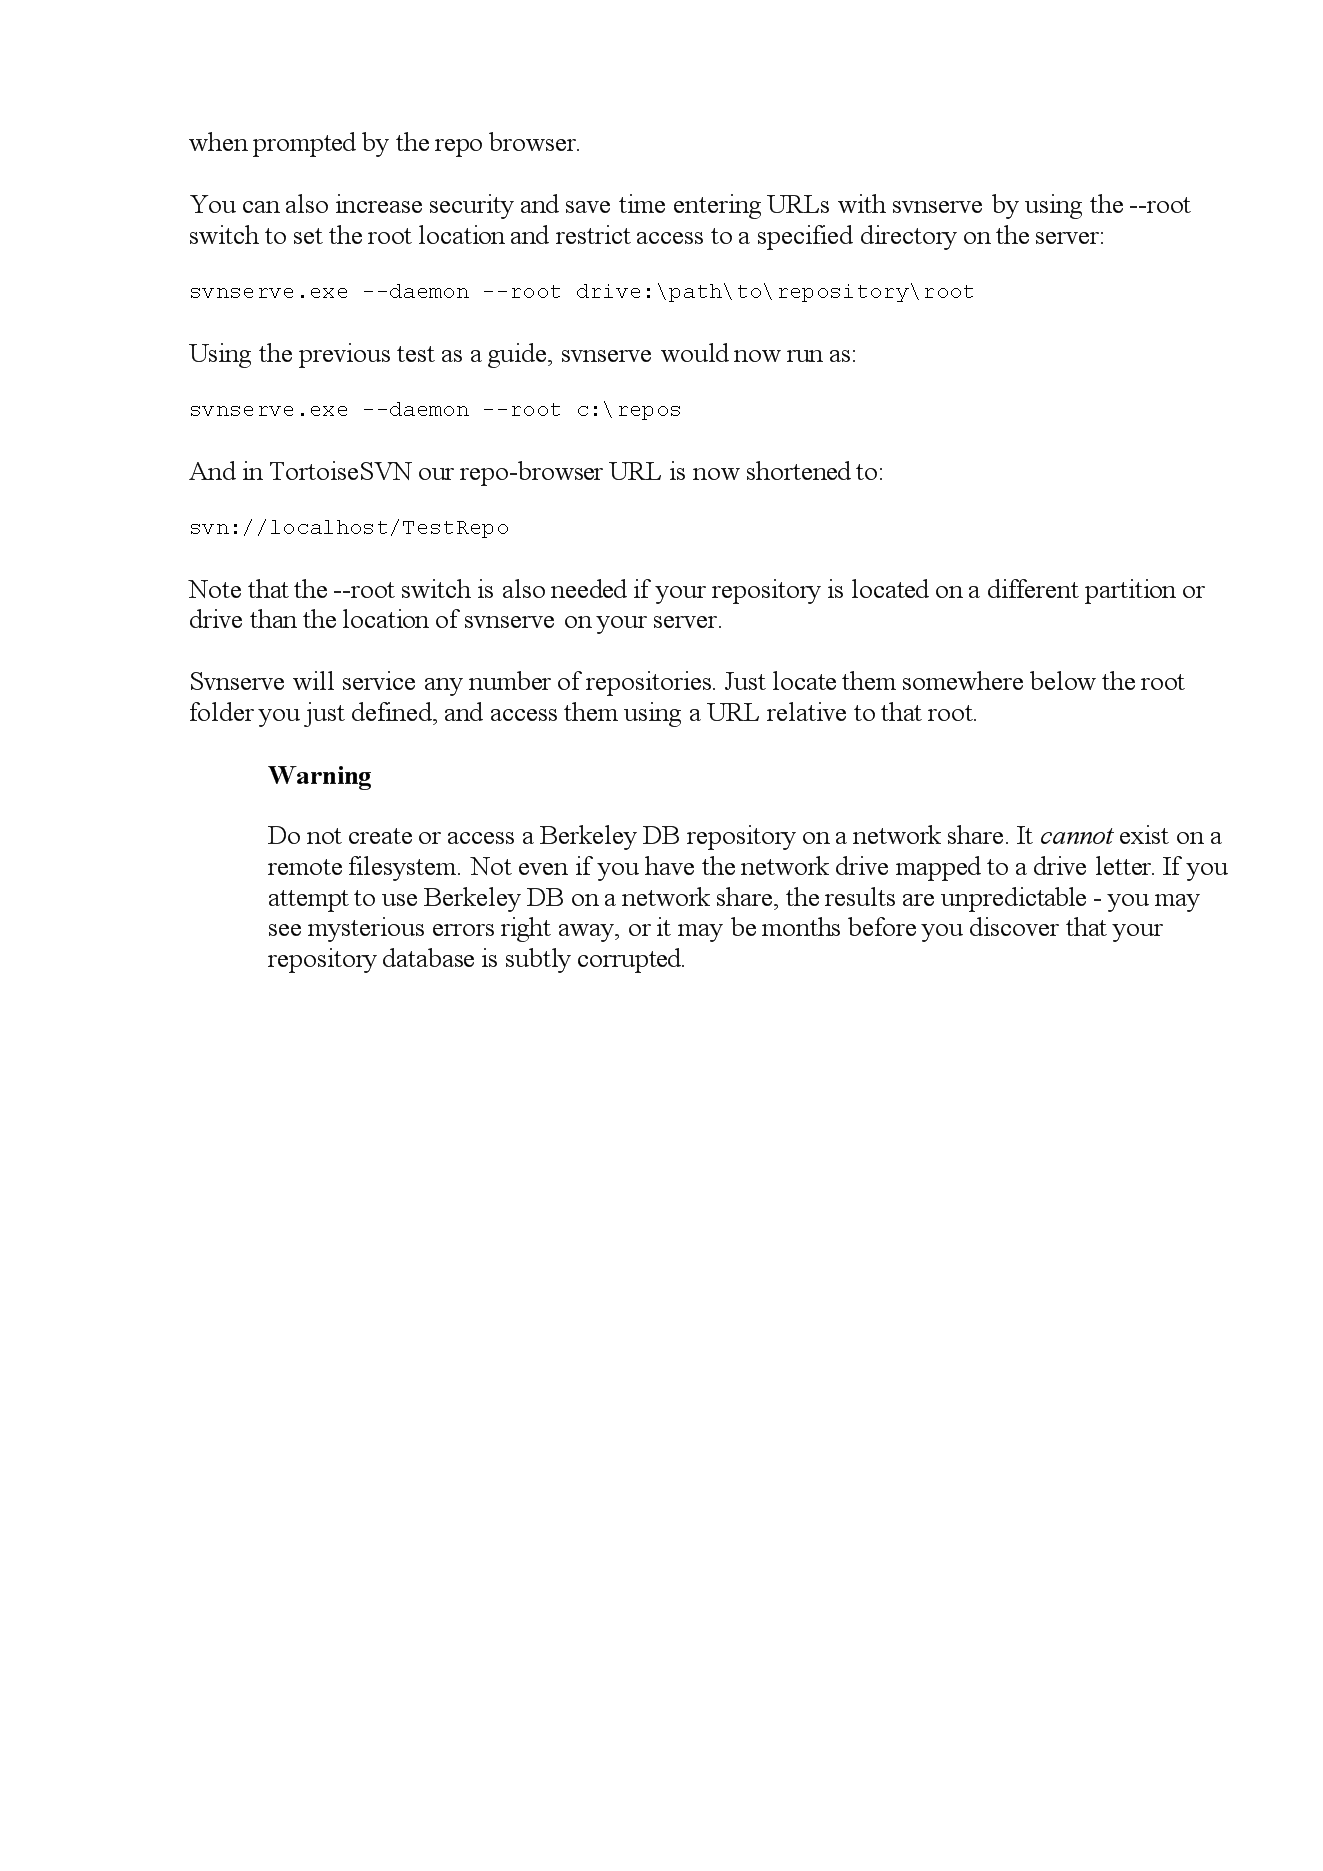 when prompted by the repo browser.
You can also increase security and save time entering URLs with svnserve by using the --root
switch to set the root location and restrict access to a specified directory on the server:
svnserve.exe --daemon --root drive:\path\to\repository\root
Using the previous test as a guide, svnserve would now run as:
svnserve.exe --daemon --root c:\repos
And in TortoiseSVN our repo-browser URL is now shortened to:
svn://localhost/TestRepo
Note that the --root switch is also needed if your repository is located on a different partition or
drive than the location of svnserve on your server.
Svnserve will service any number of repositories. Just locate them somewhere below the root
folder you just defined, and access them using a URL relative to that root.
Warning
Do not create or access a Berkeley DB repository on a network share. It cannot exist on a
remote filesystem. Not even if you have the network drive mapped to a drive letter. If you
attempt to use Berkeley DB on a network share, the results are unpredictable - you may
see mysterious errors right away, or it may be months before you discover that your
repository database is subtly corrupted.